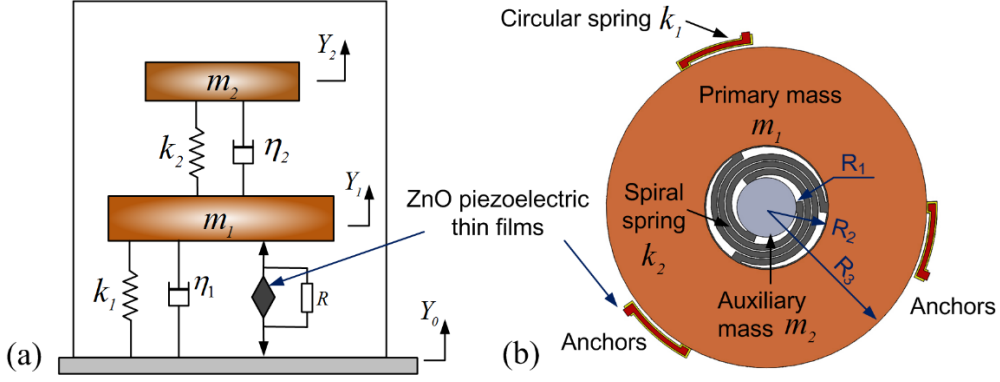 Y₂
m₂
k₂
η₂
Y₁
m₁
k₁
η₁
R
Y₀
(a)
ZnO piezoelectric
thin films
Circular spring k₁
Primary mass
m₁
R₁
Spiral
spring
k₂
R₂
R₃
Auxiliary
mass m₂
Anchors
Anchors
(b)